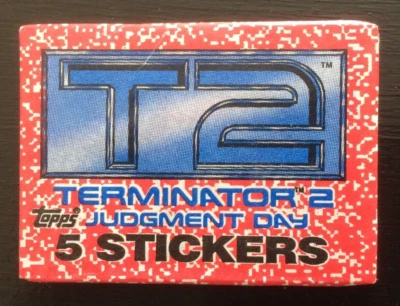 T2™
TERMINATOR™ 2
topps JUDGMENT DAY
5 STICKERS